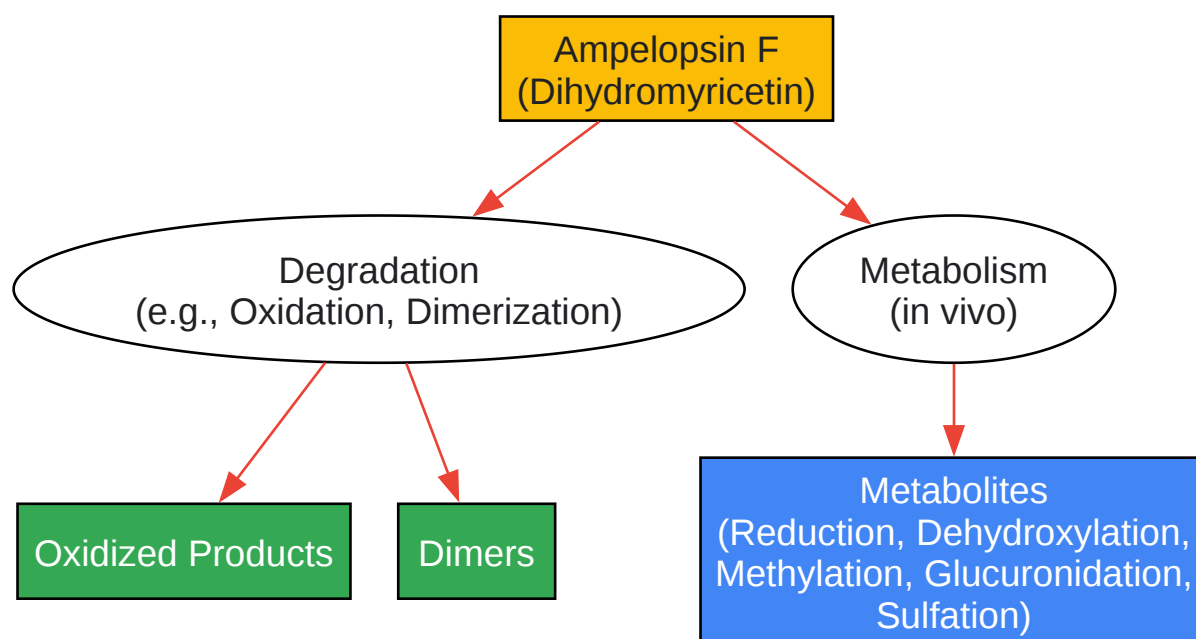 Ampelopsin F
(Dihydromyricetin)
Degradation
(e.g., Oxidation, Dimerization)
Metabolism
(in vivo)
Oxidized Products
Dimers
Metabolites
(Reduction, Dehydroxylation,
Methylation, Glucuronidation,
Sulfation)